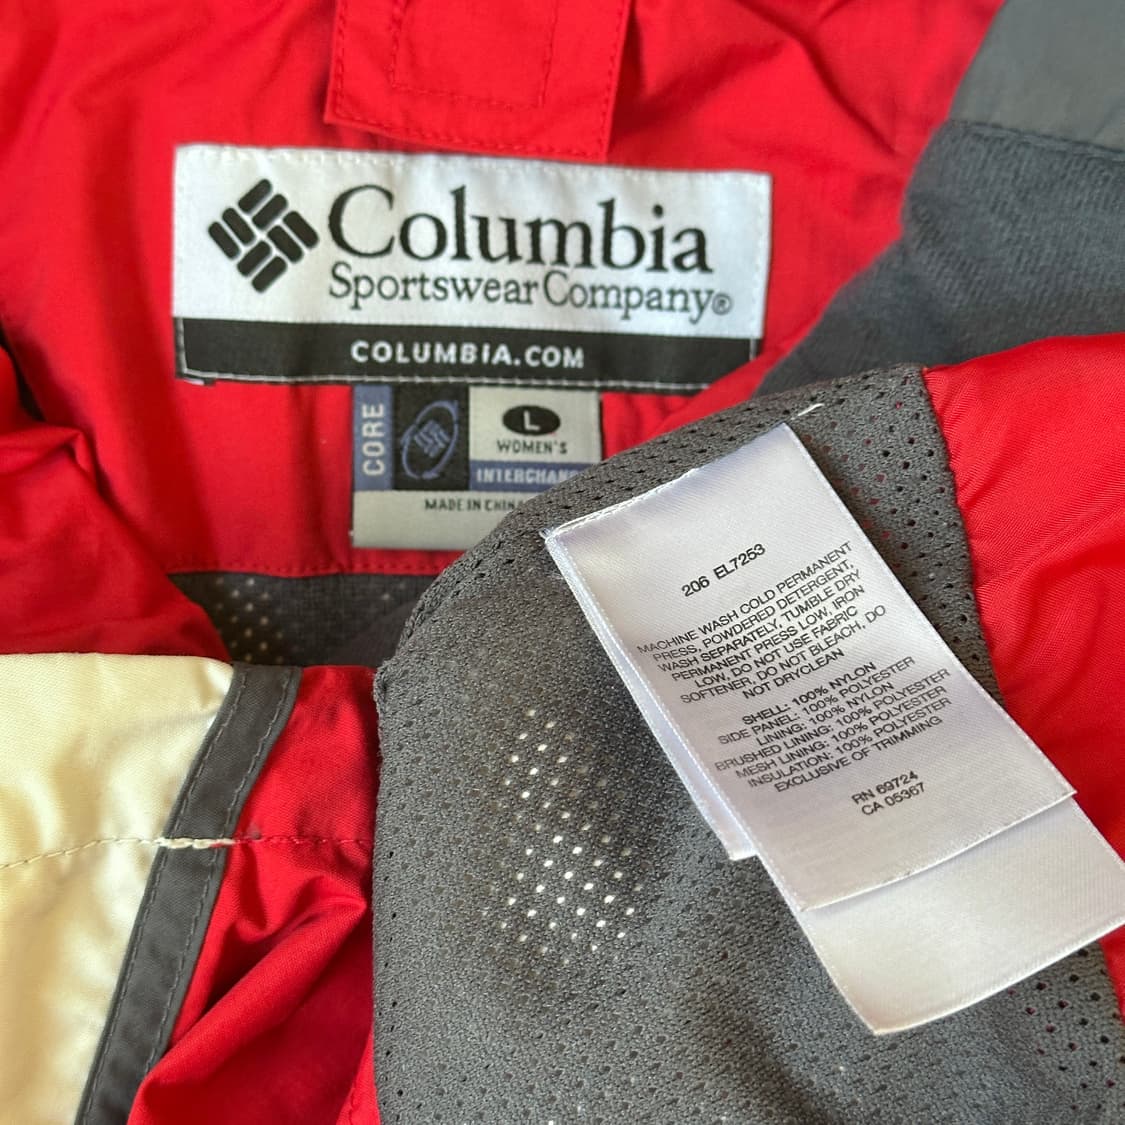 Columbia
Sportswear Company®
COLUMBIA.COM
CORE
L
WOMEN'S
MADE IN CHINA
206 EL7253
MACHINE WASH COLD PERMANENT
PRESS, POWDERED DETERGENT,
WASH SEPARATELY, TUMBLE DRY
PERMANENT PRESS LOW, IRON
LOW, DO NOT USE FABRIC
SOFTENER, DO NOT BLEACH, DO
NOT DRYCLEAN
SHELL: 100% NYLON
SIDE PANEL: 100% POLYESTER
LINING: 100% NYLON
BRUSHED LINING: 100% POLYESTER
MESH LINING: 100% POLYESTER
INSULATION: 100% POLYESTER
EXCLUSIVE OF TRIMMING
RN 69724
CA 05367